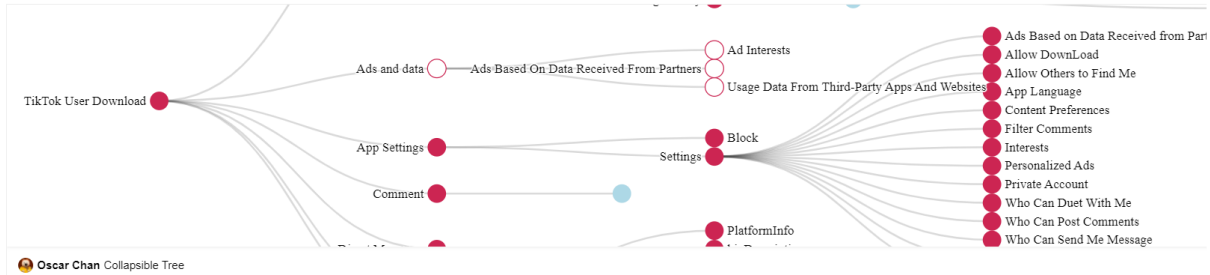 TikTok User Download
Ads and data
Ad Interests
Ads Based On Data Received From Partners
Usage Data From Third-Party Apps And Websites
App Settings
Block
Settings
Comment
PlatformInfo
Ads Based on Data Received from Part
Allow DownLoad
Allow Others to Find Me
App Language
Content Preferences
Filter Comments
Interests
Personalized Ads
Private Account
Who Can Duet With Me
Who Can Post Comments
Who Can Send Me Message
Oscar Chan Collapsible Tree